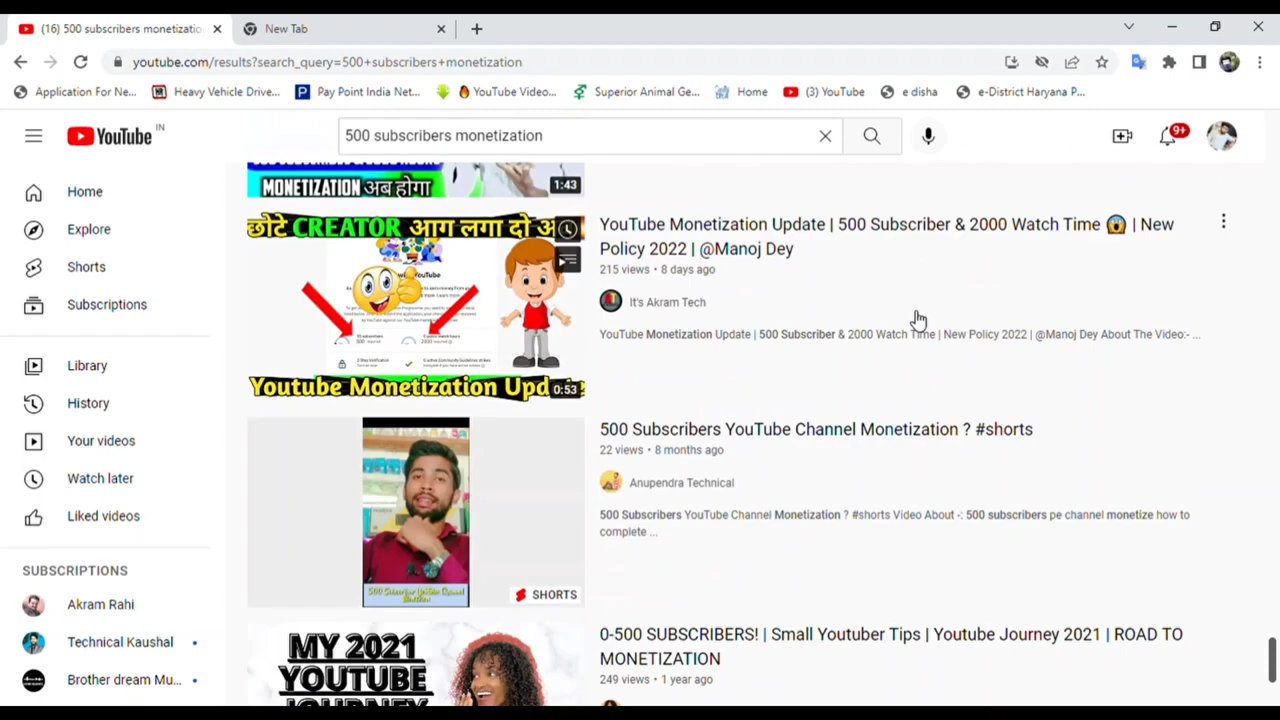 (16) 500 subscribers monetizatio
New Tab
youtube.com/results?search_query=500+subscribers+monetization
Application For Ne...
Heavy Vehicle Drive...
Pay Point India Net...
YouTube Video...
Superior Animal Ge...
Home
(3) YouTube
e disha
e-District Haryana P...
YouTube IN
500 subscribers monetization
9+
Home
Explore
Shorts
Subscriptions
Library
History
Your videos
Watch later
Liked videos
SUBSCRIPTIONS
Akram Rahi
Technical Kaushal
Brother dream Mu...
MONETIZATION अब होगा
1:43
छोटे CREATOR आग लगा दो अ
Youtube Monetization Upd
0:53
YouTube Monetization Update | 500 Subscriber & 2000 Watch Time 😱 | New
Policy 2022 | @Manoj Dey
215 views • 8 days ago
It's Akram Tech
YouTube Monetization Update | 500 Subscriber & 2000 Watch Time | New Policy 2022 | @Manoj Dey About The Video:- ...
500 Subscriber Youtube Channel
SHORTS
500 Subscribers YouTube Channel Monetization ? #shorts
22 views • 8 months ago
Anupendra Technical
500 Subscribers YouTube Channel Monetization ? #shorts Video About -: 500 subscribers pe channel monetize how to
complete ...
MY 2021
YOUTUBE
JOURNEY
0-500 SUBSCRIBERS! | Small Youtuber Tips | Youtube Journey 2021 | ROAD TO
MONETIZATION
249 views • 1 year ago